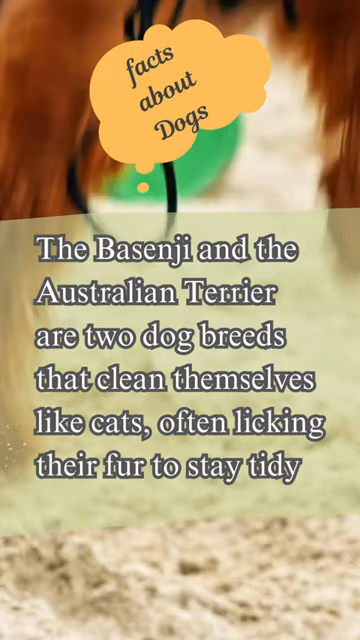 facts
about
Dogs
The Basenji and the
Australian Terrier
are two dog breeds
that clean themselves
like cats, often licking
their fur to stay tidy